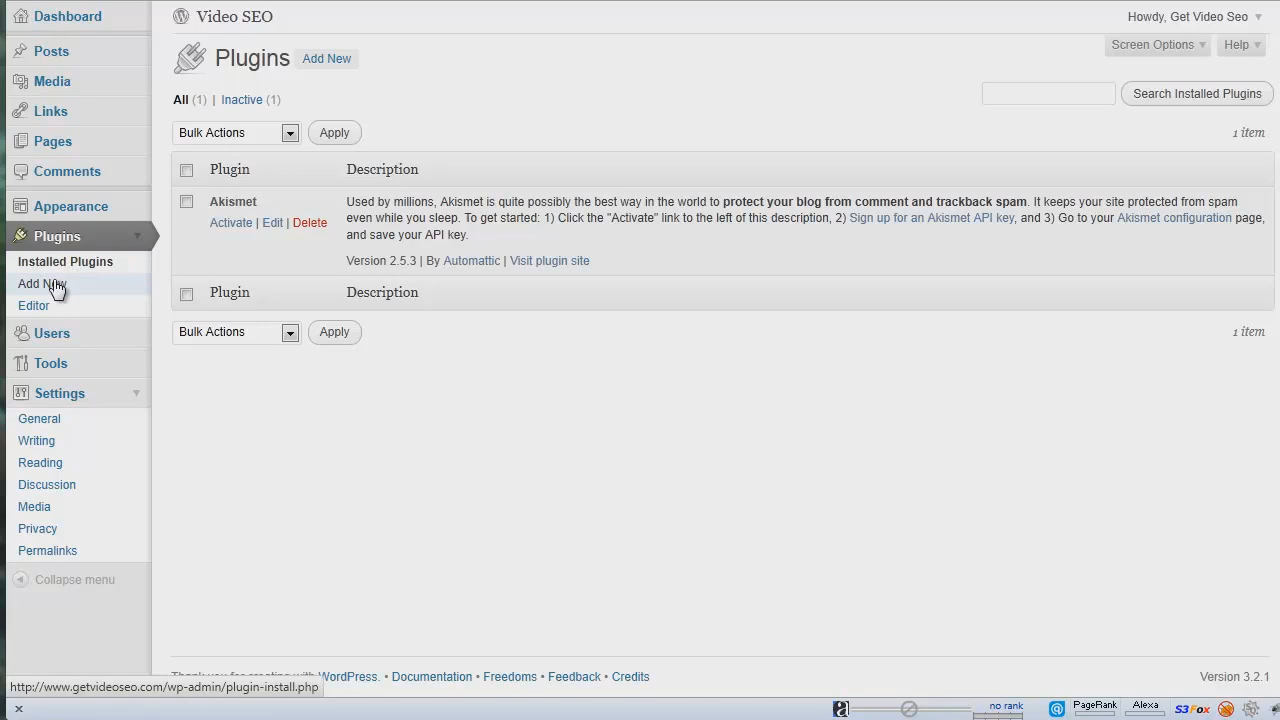 Dashboard
Posts
Media
Links
Pages
Comments
Appearance
Plugins
Installed Plugins
Add New
Editor
Users
Tools
Settings
General
Writing
Reading
Discussion
Media
Privacy
Permalinks
Collapse menu
Video SEO
Howdy, Get Video Seo
Screen Options
Help
Plugins Add New
All (1) | Inactive (1)
Search Installed Plugins
Bulk Actions Apply
1 item
Plugin Description
Akismet
Activate | Edit | Delete
Used by millions, Akismet is quite possibly the best way in the world to protect your blog from comment and trackback spam. It keeps your site protected from spam
even while you sleep. To get started: 1) Click the "Activate" link to the left of this description, 2) Sign up for an Akismet API key, and 3) Go to your Akismet configuration page,
and save your API key.
Version 2.5.3 | By Automattic | Visit plugin site
Plugin Description
Bulk Actions Apply
1 item
Thank you for creating with WordPress. • Documentation • Freedoms • Feedback • Credits
Version 3.2.1
http://www.getvideoseo.com/wp-admin/plugin-install.php
no rank
PageRank
Alexa
S3Fox